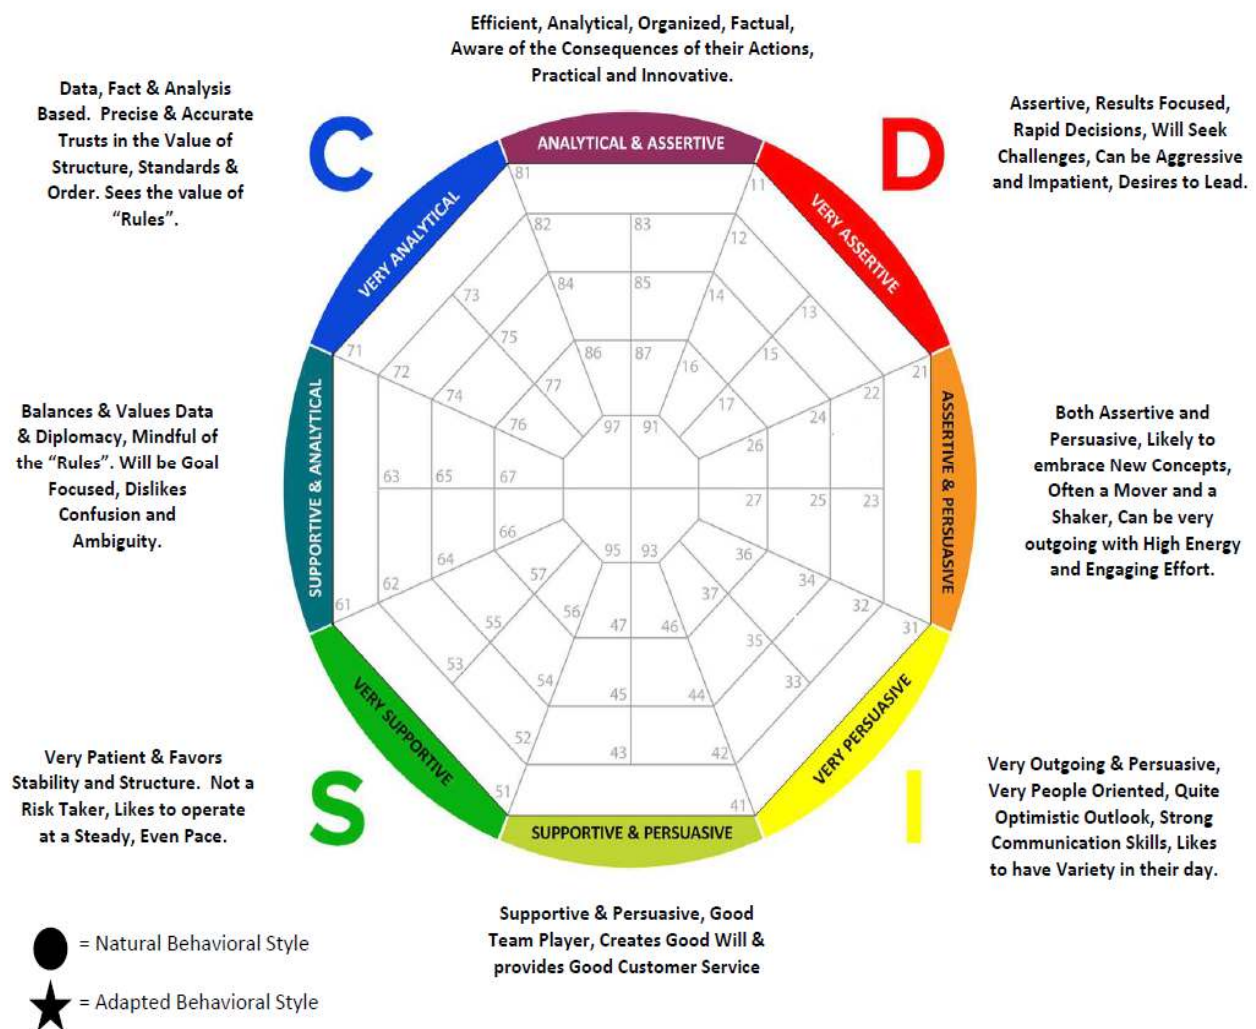 Efficient, Analytical, Organized, Factual,
Aware of the Consequences of their Actions,
Practical and Innovative.
Data, Fact & Analysis
Based. Precise & Accurate
Trusts in the Value of
Structure, Standards &
Order. Sees the value of
“Rules”.
C
D
Assertive, Results Focused,
Rapid Decisions, Will Seek
Challenges, Can be Aggressive
and Impatient, Desires to Lead.
ANALYTICAL & ASSERTIVE
VERY ANALYTICAL
VERY ASSERTIVE
81
11
82
83
12
84
85
14
73
13
75
15
86
87
16
71
72
21
77
17
74
24
22
76
97
91
26
Balances & Values Data
& Diplomacy, Mindful of
the “Rules”. Will be Goal
Focused, Dislikes
Confusion and
Ambiguity.
SUPPORTIVE & ANALYTICAL
ASSERTIVE & PERSUASIVE
Both Assertive and
Persuasive, Likely to
embrace New Concepts,
Often a Mover and a
Shaker, Can be very
outgoing with High Energy
and Engaging Effort.
63
65
67
27
25
23
66
95
93
36
64
57
34
62
37
61
56
32
55
47
46
31
35
53
54
33
45
44
52
43
42
51
41
VERY SUPPORTIVE
VERY PERSUASIVE
SUPPORTIVE & PERSUASIVE
Very Patient & Favors
Stability and Structure. Not a
Risk Taker, Likes to operate
at a Steady, Even Pace.
S
I
Very Outgoing & Persuasive,
Very People Oriented, Quite
Optimistic Outlook, Strong
Communication Skills, Likes
to have Variety in their day.
Supportive & Persuasive, Good
Team Player, Creates Good Will &
provides Good Customer Service
= Natural Behavioral Style
= Adapted Behavioral Style